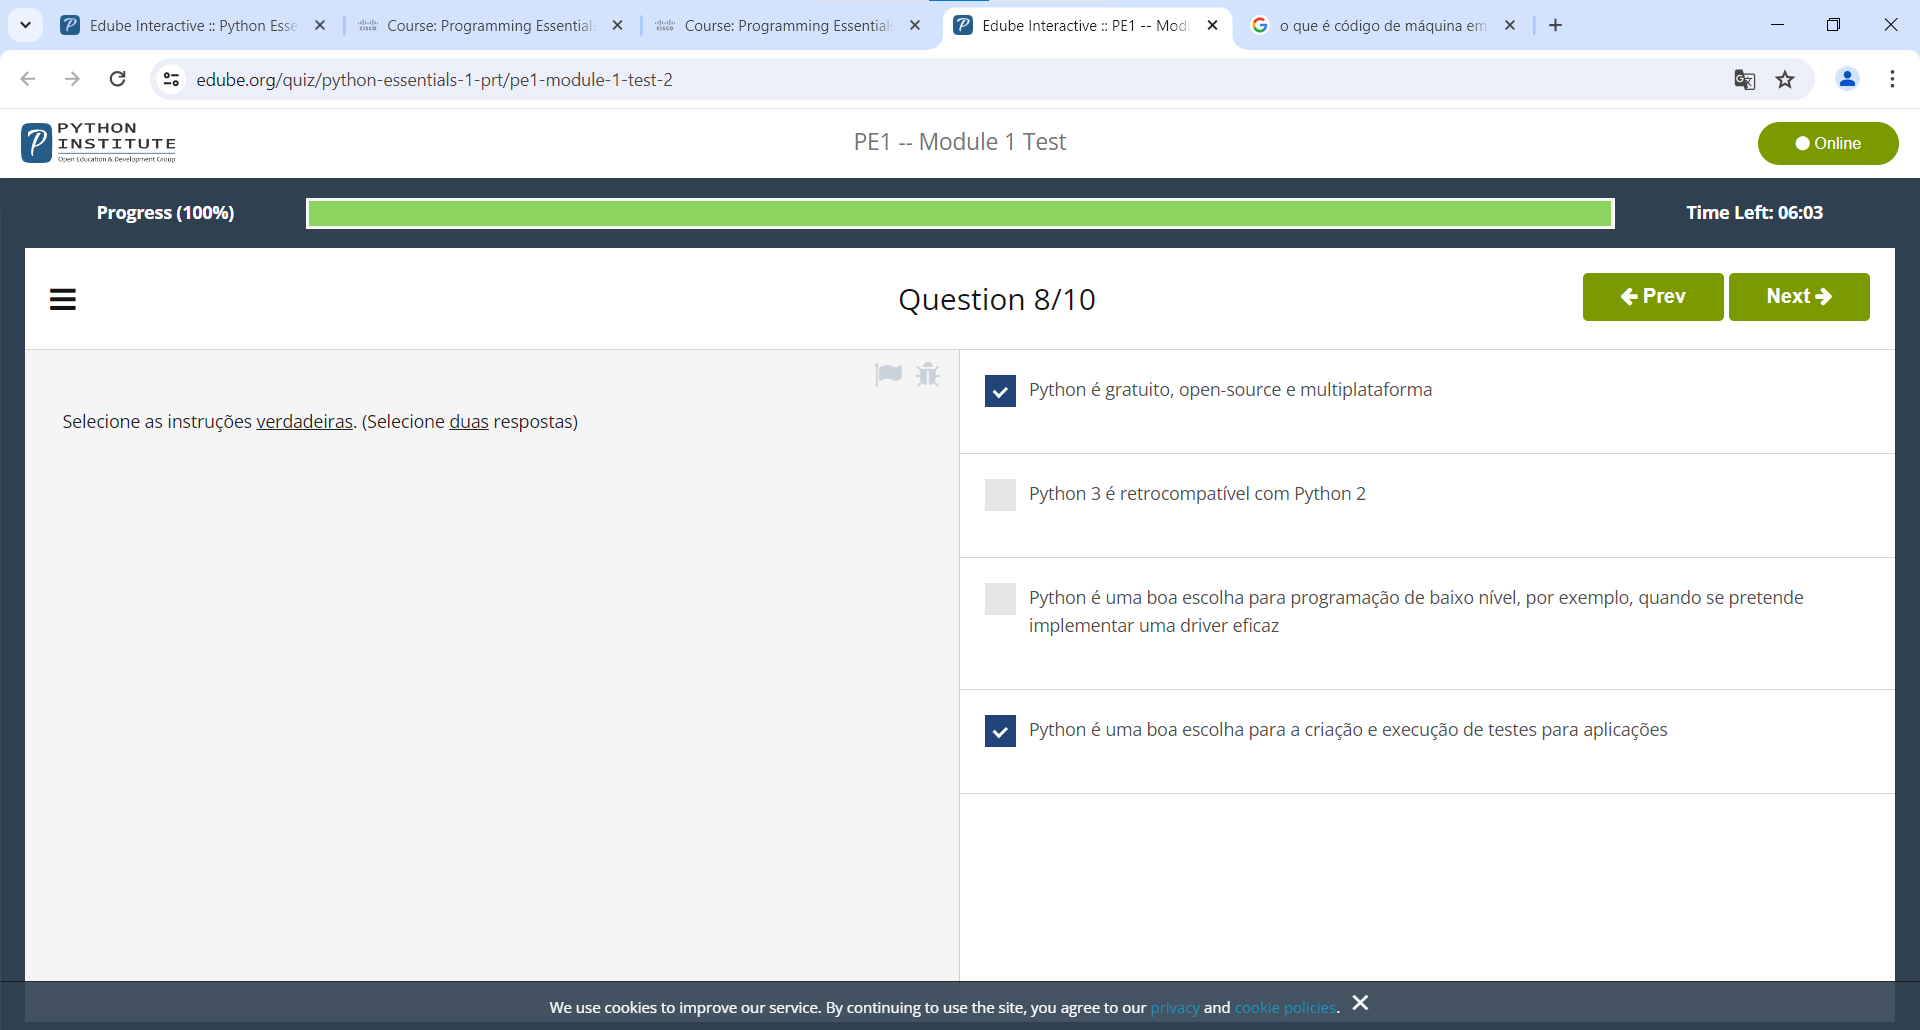 Edube Interactive :: Python Esse
Course: Programming Essentials
Course: Programming Essentials
Edube Interactive :: PE1 -- Modu
o que é código de máquina em
edube.org/quiz/python-essentials-1-prt/pe1-module-1-test-2
PYTHON
INSTITUTE
Open Education & Development Group
PE1 -- Module 1 Test
Online
Progress (100%)
Time Left: 06:03
Question 8/10
Prev
Next
Selecione as instruções verdadeiras. (Selecione duas respostas)
Python é gratuito, open-source e multiplataforma
Python 3 é retrocompatível com Python 2
Python é uma boa escolha para programação de baixo nível, por exemplo, quando se pretende
implementar uma driver eficaz
Python é uma boa escolha para a criação e execução de testes para aplicações
We use cookies to improve our service. By continuing to use the site, you agree to our privacy and cookie policies.